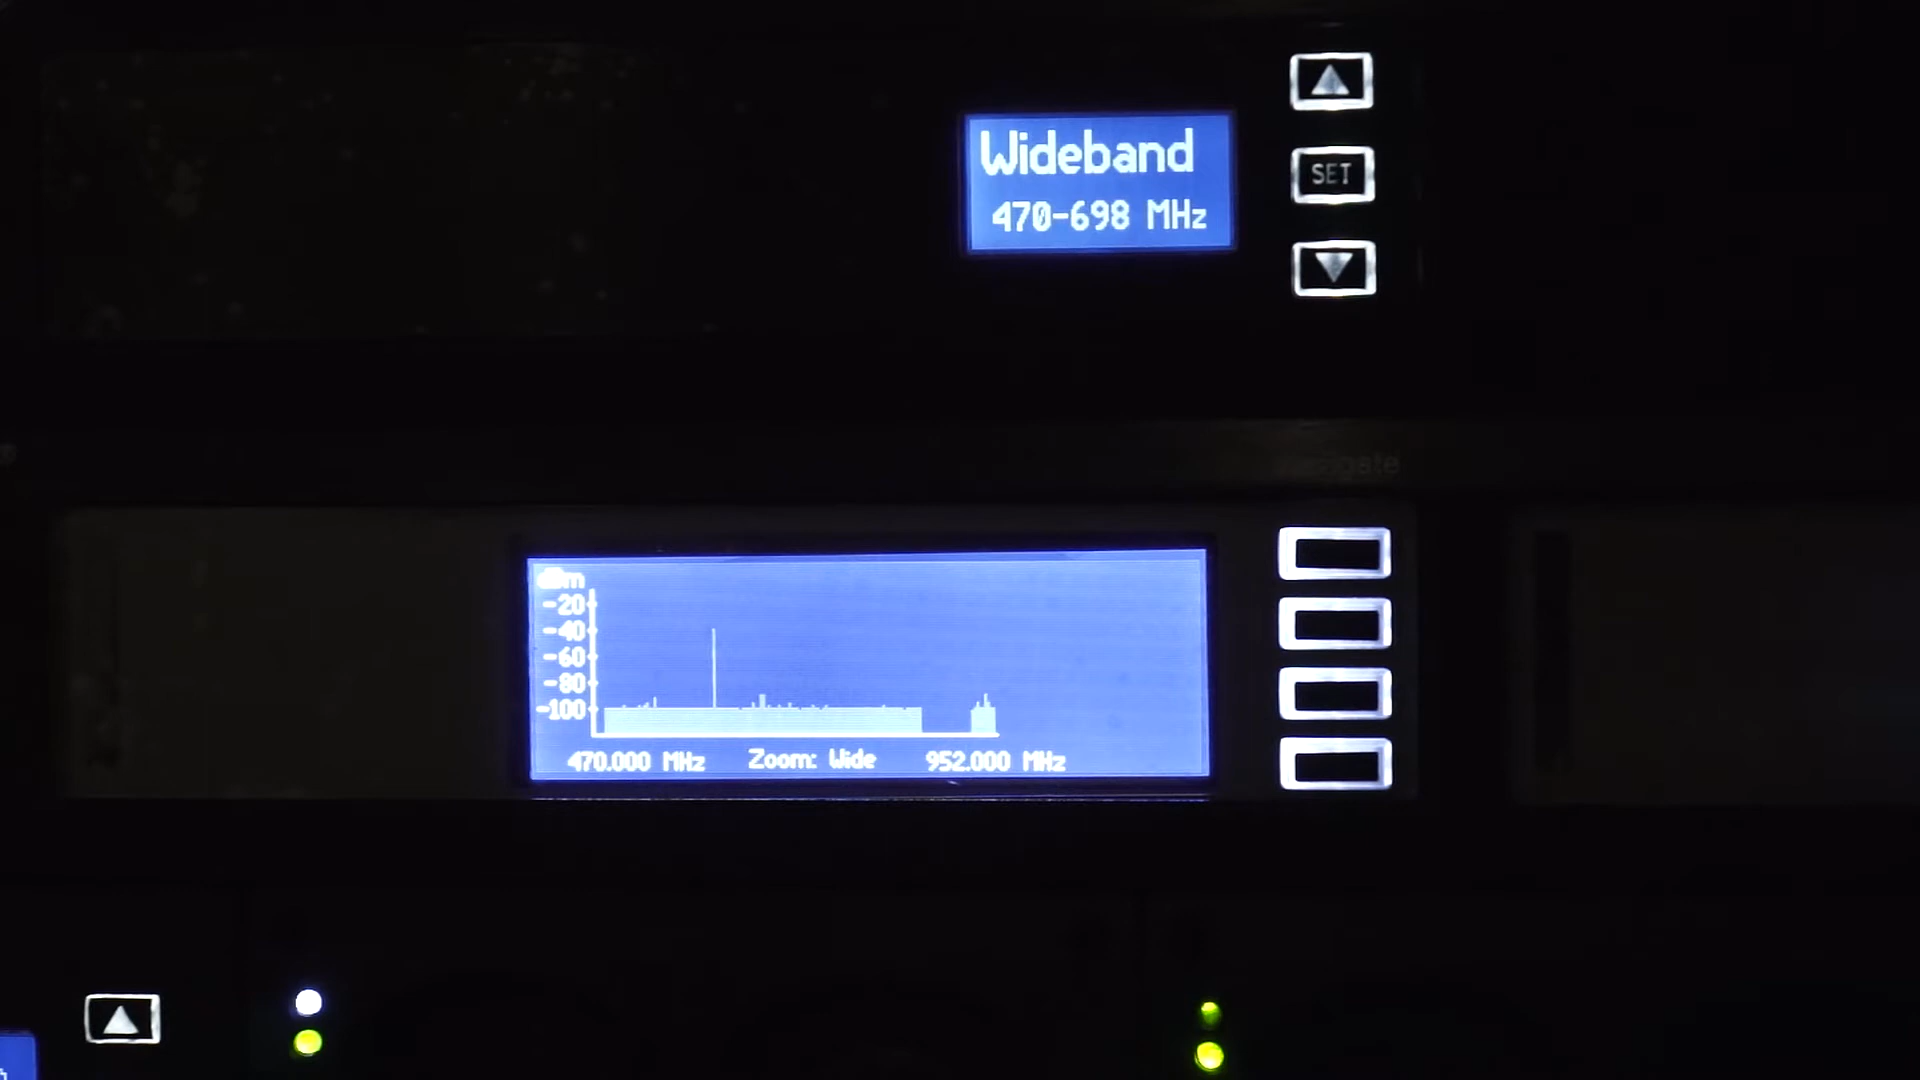 Wideband
470-698 MHz
SET
dBm
-20
-40
-60
-80
-100
470.000 MHz Zoom: Wide 952.000 MHz